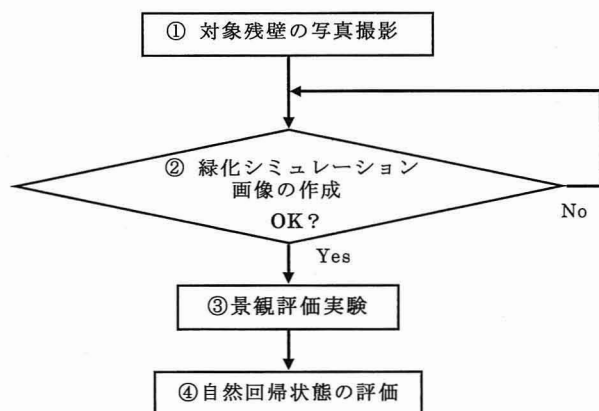 ① 対象残壁の写真撮影
② 緑化シミュレーション
画像の作成
OK？
No
Yes
③景観評価実験
④自然回帰状態の評価